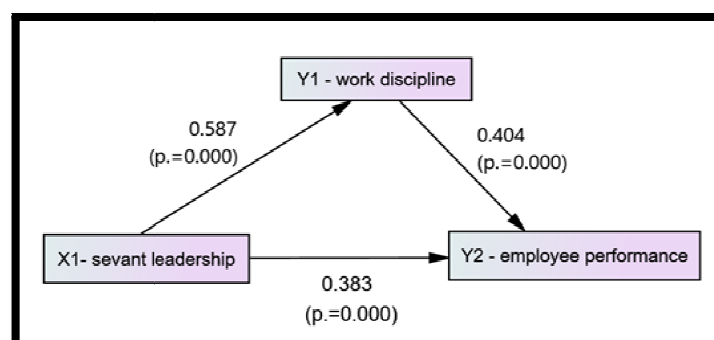 Y1 - work discipline
0.587
(p.=0.000)
0.404
(p.=0.000)
X1- sevant leadership
Y2 - employee performance
0.383
(p.=0.000)